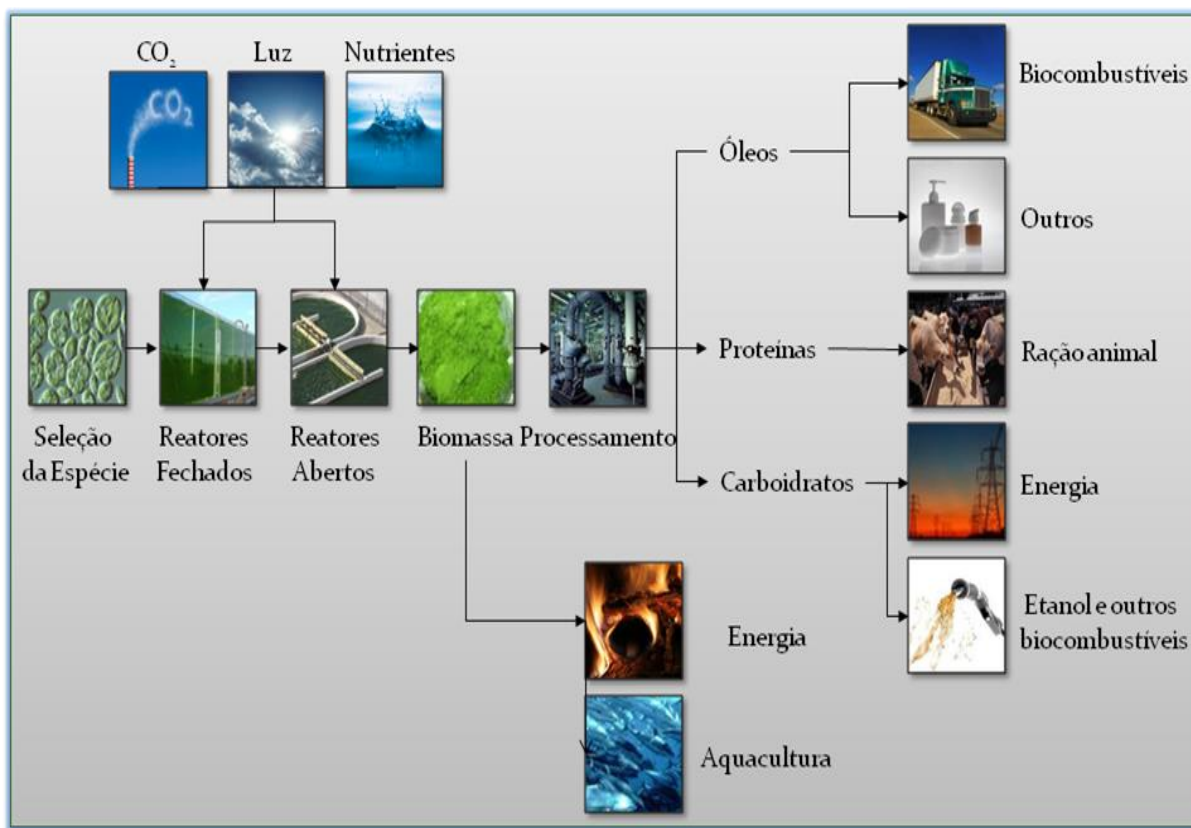 CO₂
Luz
Nutrientes
CO₂
Biocombustíveis
Óleos
Outros
Proteínas
Ração animal
Seleção
da Espécie
Reatores
Fechados
Reatores
Abertos
Biomassa
Processamento
Carboidratos
Energia
Etanol e outros
biocombustíveis
Energia
Aquacultura